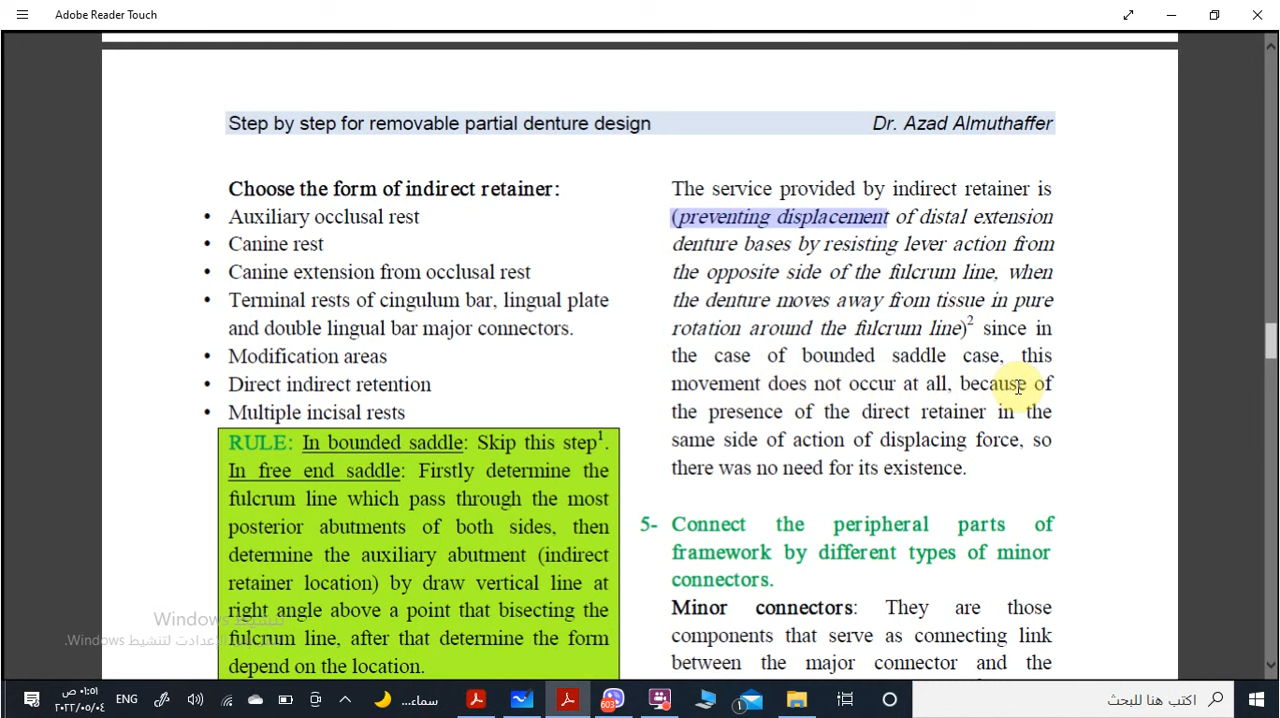 Adobe Reader Touch
Step by step for removable partial denture design
Dr. Azad Almuthaffer
Choose the form of indirect retainer:
• Auxiliary occlusal rest
• Canine rest
• Canine extension from occlusal rest
• Terminal rests of cingulum bar, lingual plate
and double lingual bar major connectors.
• Modification areas
• Direct indirect retention
• Multiple incisal rests
RULE: In bounded saddle: Skip this step¹.
In free end saddle: Firstly determine the
fulcrum line which pass through the most
posterior abutments of both sides, then
determine the auxiliary abutment (indirect
retainer location) by draw vertical line at
right angle above a point that bisecting the
fulcrum line, after that determine the form
depend on the location.
The service provided by indirect retainer is
(preventing displacement of distal extension
denture bases by resisting lever action from
the opposite side of the fulcrum line, when
the denture moves away from tissue in pure
rotation around the fulcrum line)² since in
the case of bounded saddle case, this
movement does not occur at all, because of
the presence of the direct retainer in the
same side of action of displacing force, so
there was no need for its existence.
5- Connect the peripheral parts of
framework by different types of minor
connectors.
Minor connectors: They are those
components that serve as connecting link
between the major connector and the
تنشيط Windows
الإعدادات لتنشيط Windows.
٠١:٥١ ص
٢٠٢٢/٠٥/٠٤
ENG
سماء...
603
١
اكتب هنا للبحث